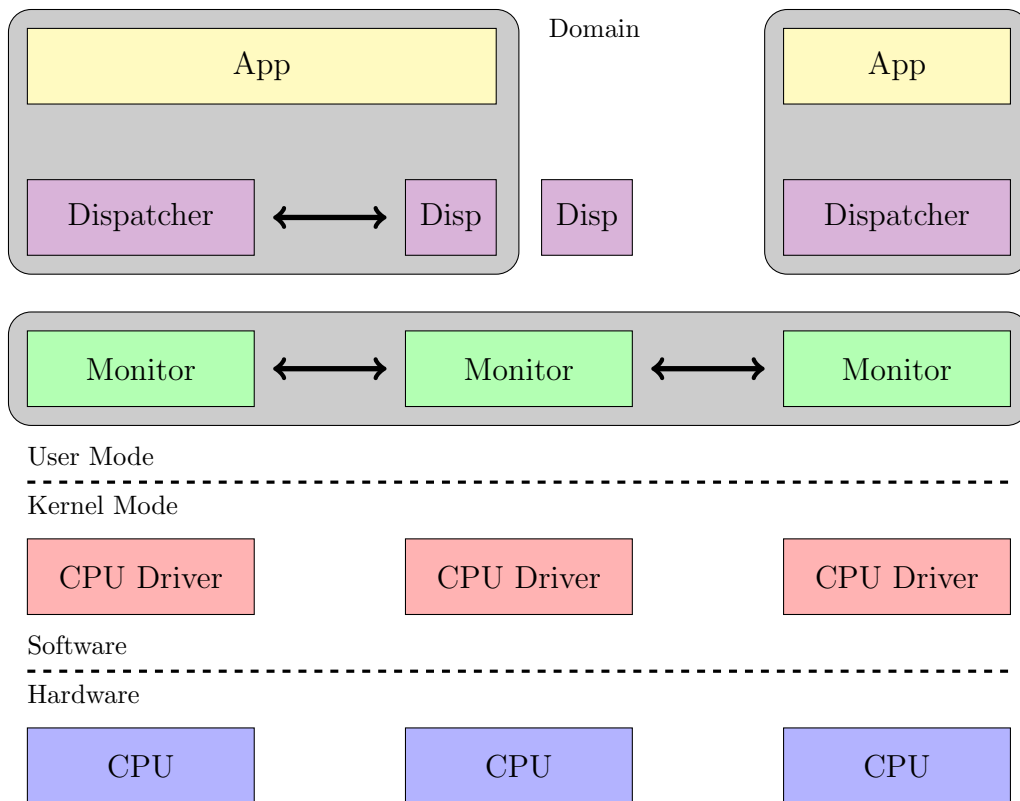 Domain
App
App
Dispatcher
Disp
Disp
Dispatcher
Monitor
Monitor
Monitor
User Mode
Kernel Mode
CPU Driver
CPU Driver
CPU Driver
Software
Hardware
CPU
CPU
CPU